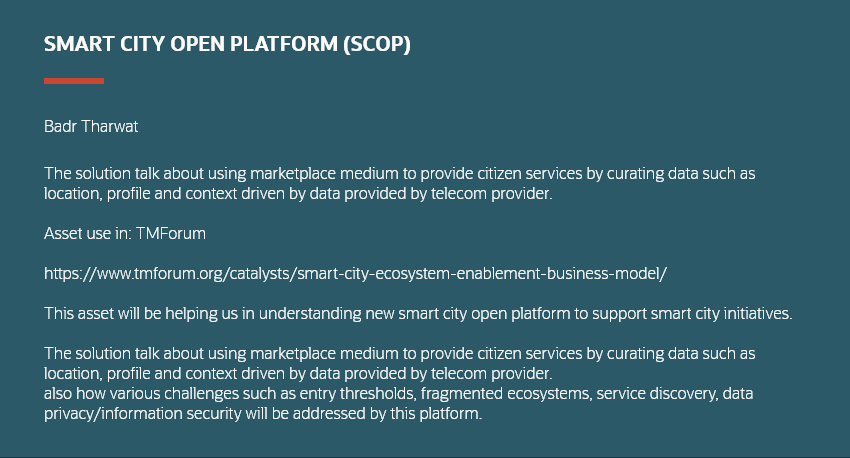 SMART CITY OPEN PLATFORM (SCOP)
Badr Tharwat
The solution talk about using marketplace medium to provide citizen services by curating data such as
location, profile and context driven by data provided by telecom provider.
Asset use in: TMForum
https://www.tmforum.org/catalysts/smart-city-ecosystem-enablement-business-model/
This asset will be helping us in understanding new smart city open platform to support smart city initiatives.
The solution talk about using marketplace medium to provide citizen services by curating data such as
location, profile and context driven by data provided by telecom provider.
also how various challenges such as entry thresholds, fragmented ecosystems, service discovery, data
privacy/information security will be addressed by this platform.